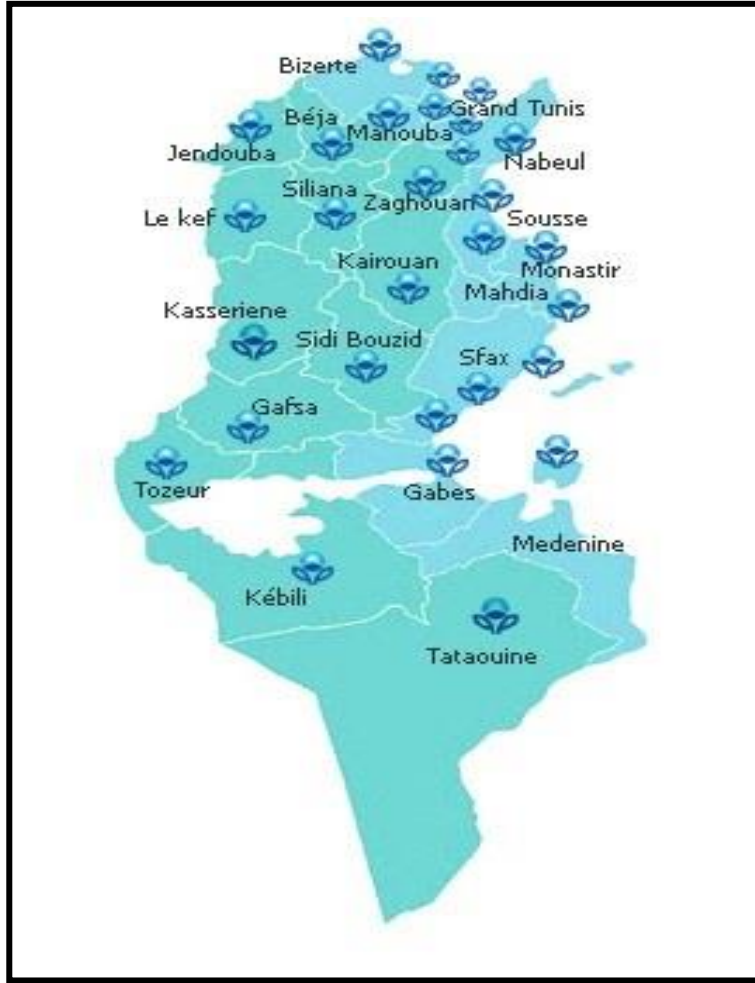 Bizerte
Béja
Grand Tunis
Manouba
Jendouba
Nabeul
Siliana
Zaghouan
Le kef
Sousse
Kairouan
Monastir
Mahdia
Kasseriene
Sidi Bouzid
Sfax
Gafsa
Tozeur
Gabes
Medenine
Kébili
Tataouine